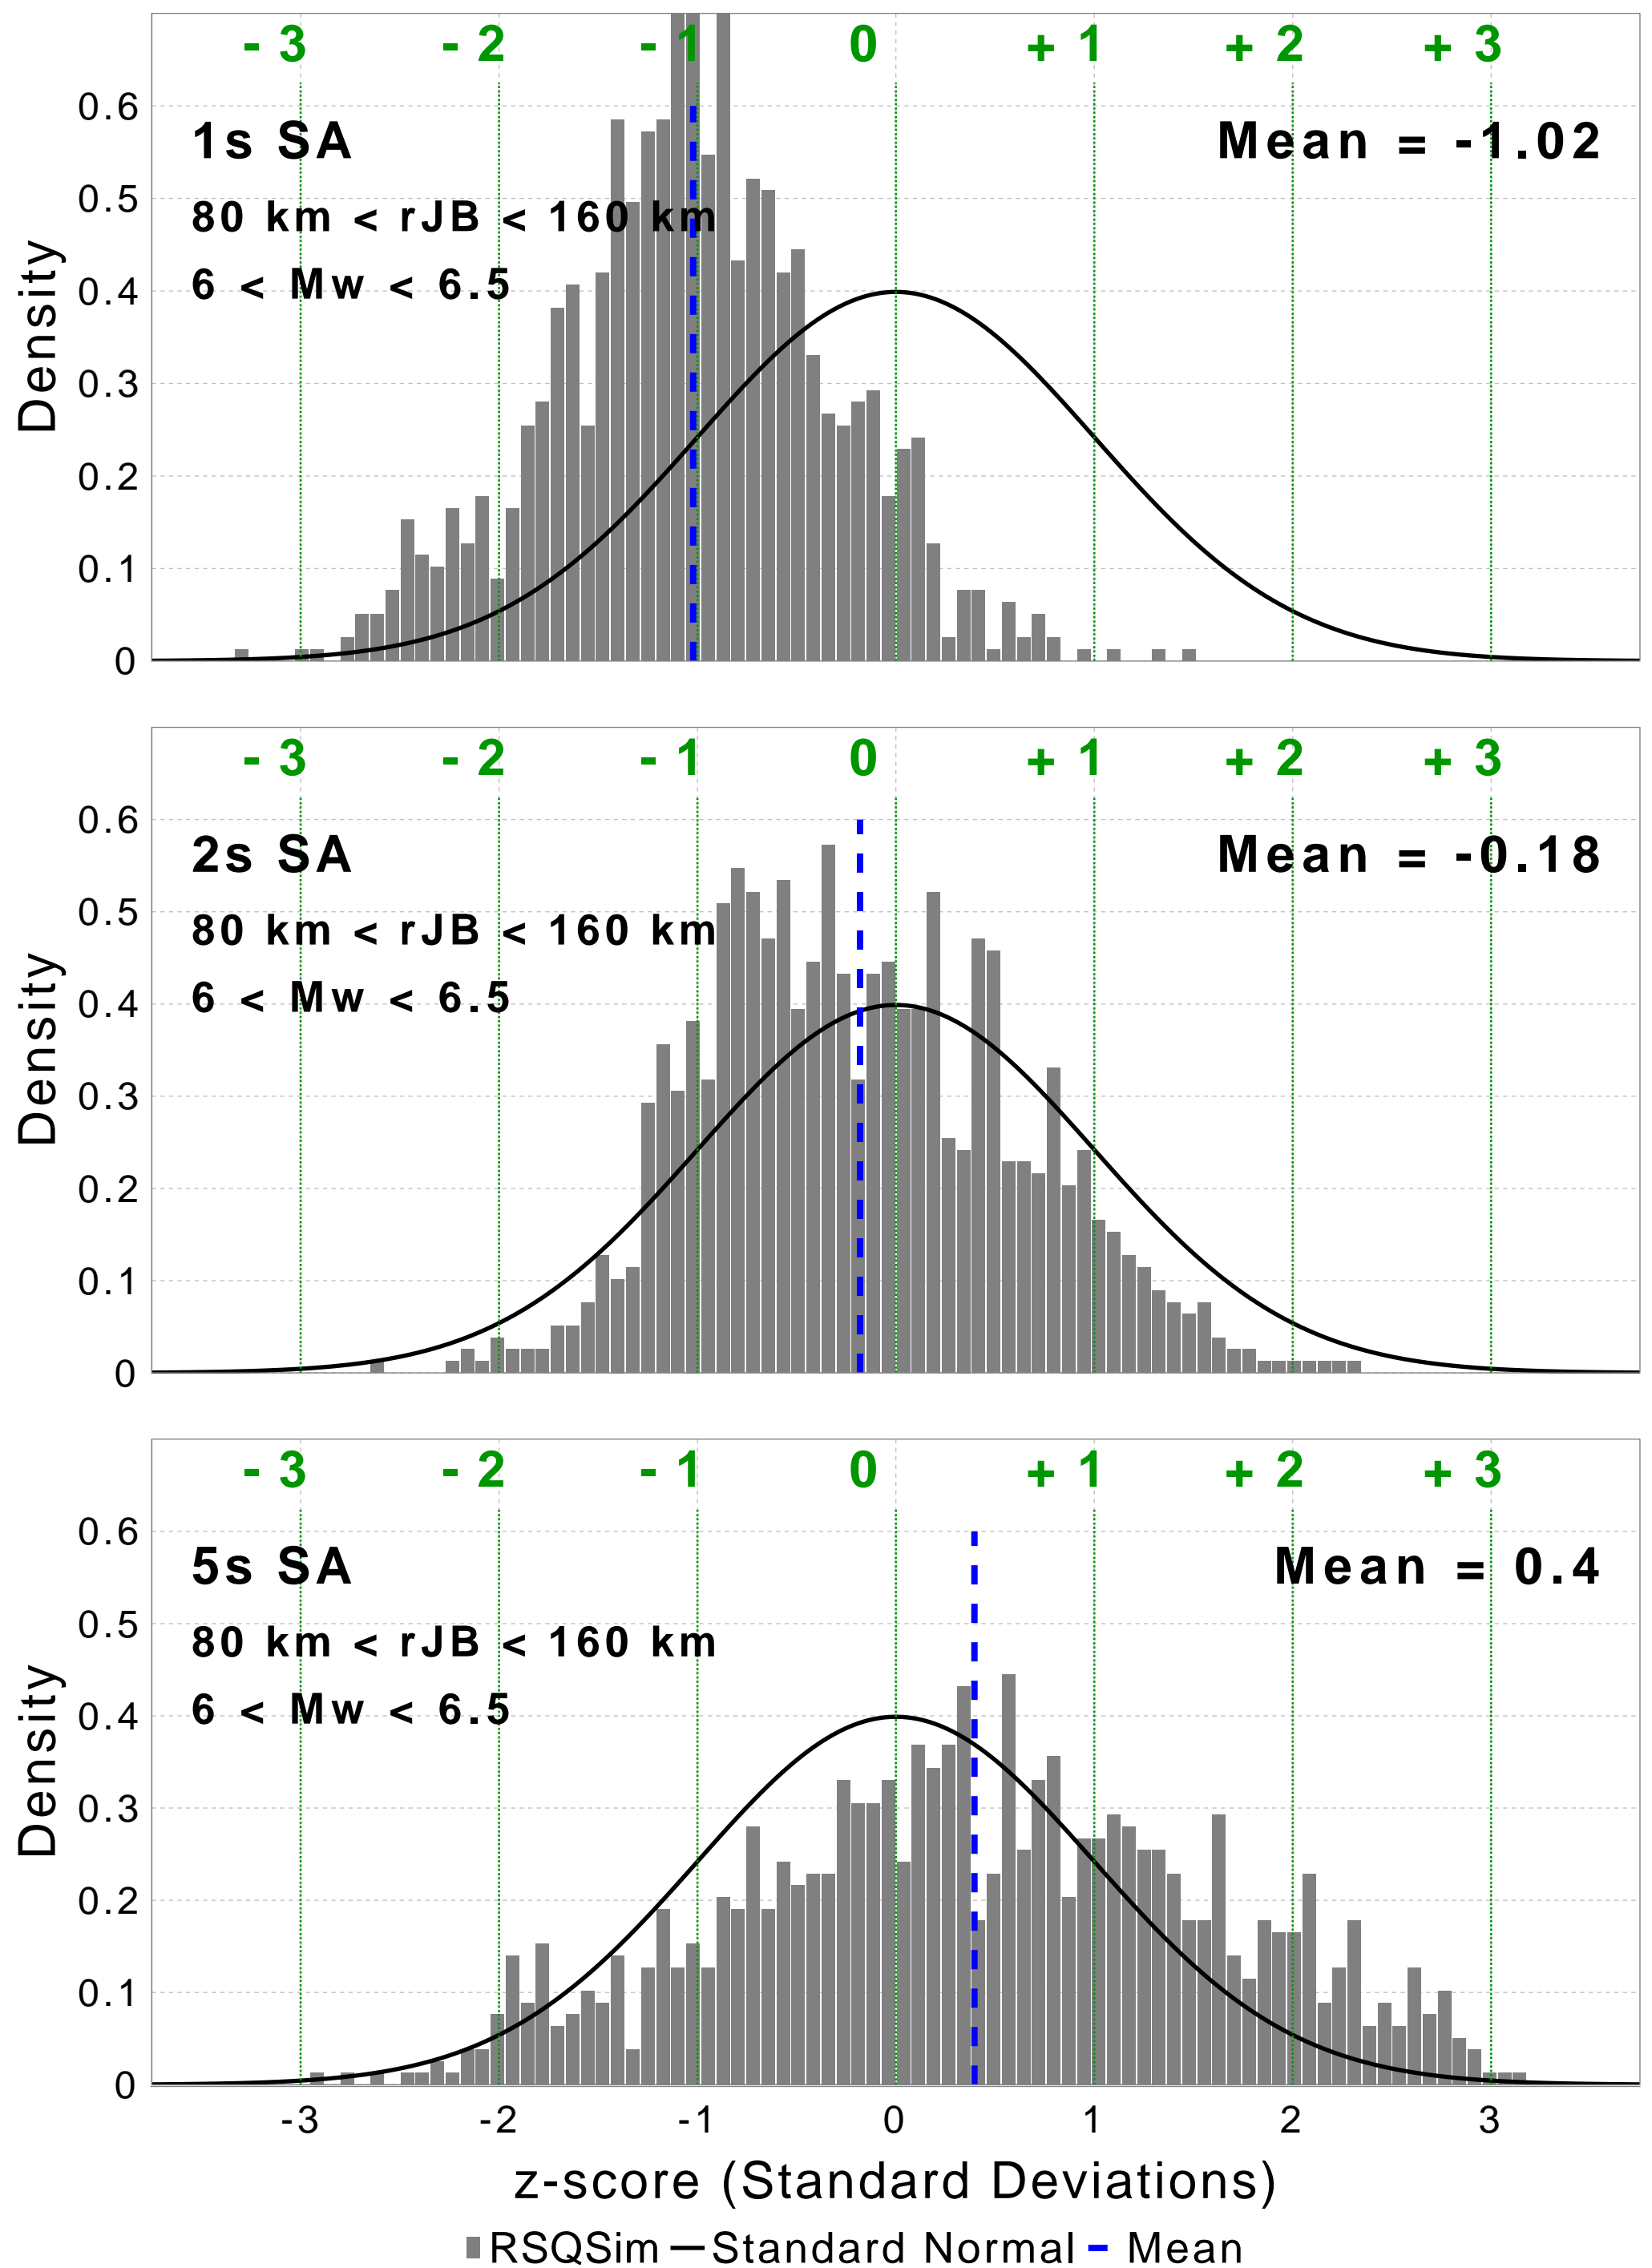 - 3 - 2 - 1 0 + 1 + 2 + 3
0.6
1s SA Mean = -1.02
0.5
80 km < rJB < 160 km
0.4
6 < Mw < 6.5
Density
0.3
0.2
0.1
0
- 3 - 2 - 1 0 + 1 + 2 + 3
0.6
2s SA Mean = -0.18
0.5
80 km < rJB < 160 km
0.4
6 < Mw < 6.5
Density
0.3
0.2
0.1
0
- 3 - 2 - 1 0 + 1 + 2 + 3
0.6
5s SA Mean = 0.4
0.5
80 km < rJB < 160 km
0.4
6 < Mw < 6.5
Density
0.3
0.2
0.1
0
-3 -2 -1 0 1 2 3
z-score (Standard Deviations)
RSQSim Standard Normal Mean